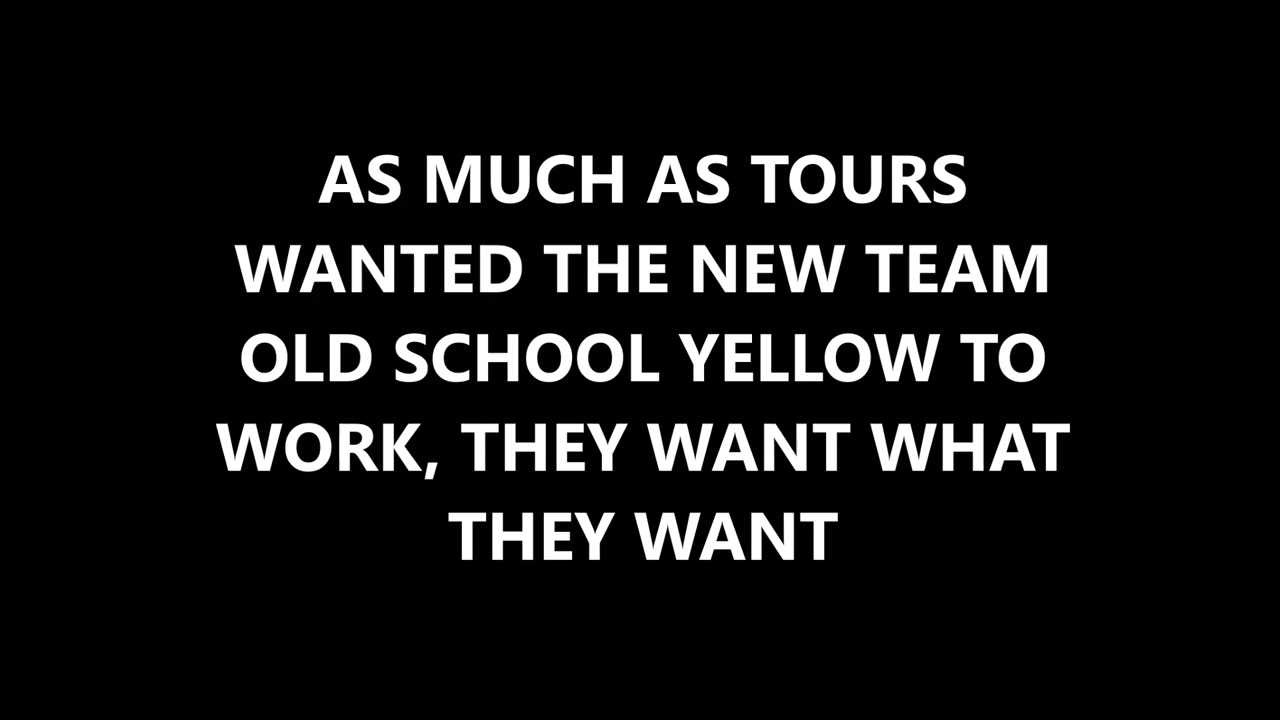 AS MUCH AS TOURS
WANTED THE NEW TEAM
OLD SCHOOL YELLOW TO
WORK, THEY WANT WHAT
THEY WANT